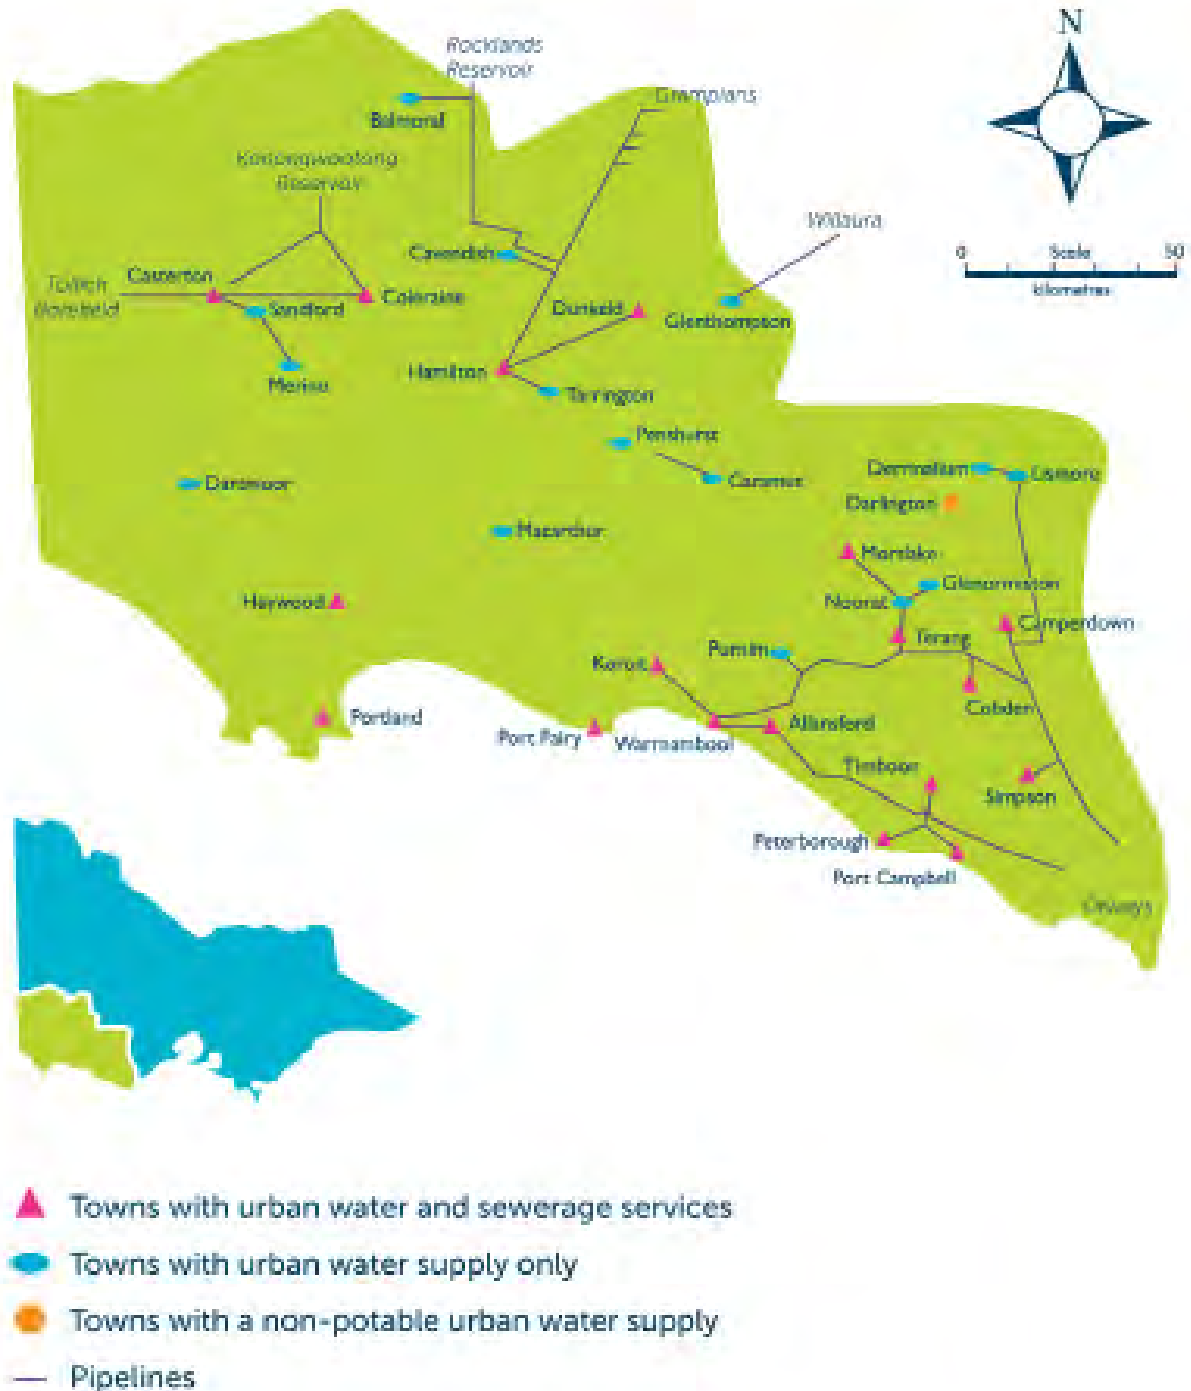 N
Rocklands
Reservoir
Grampians
Balmoral
Konongwootong
Reservoir
Willaura
0 Scale 50
kilometres
Cavendish
Tullich
Borefield
Casterton
Sandford
Coleraine
Dunkeld
Glenthompson
Merino
Hamilton
Tarrington
Penshurst
Caramut
Dartmoor
Derrinallum
Lismore
Darlington
Macarthur
Mortlake
Glenormiston
Noorat
Heywood
Camperdown
Terang
Purnim
Koroit
Cobden
Portland
Port Fairy
Warrnambool
Allansford
Timboon
Simpson
Peterborough
Port Campbell
Otways
Towns with urban water and sewerage services
Towns with urban water supply only
Towns with a non-potable urban water supply
Pipelines